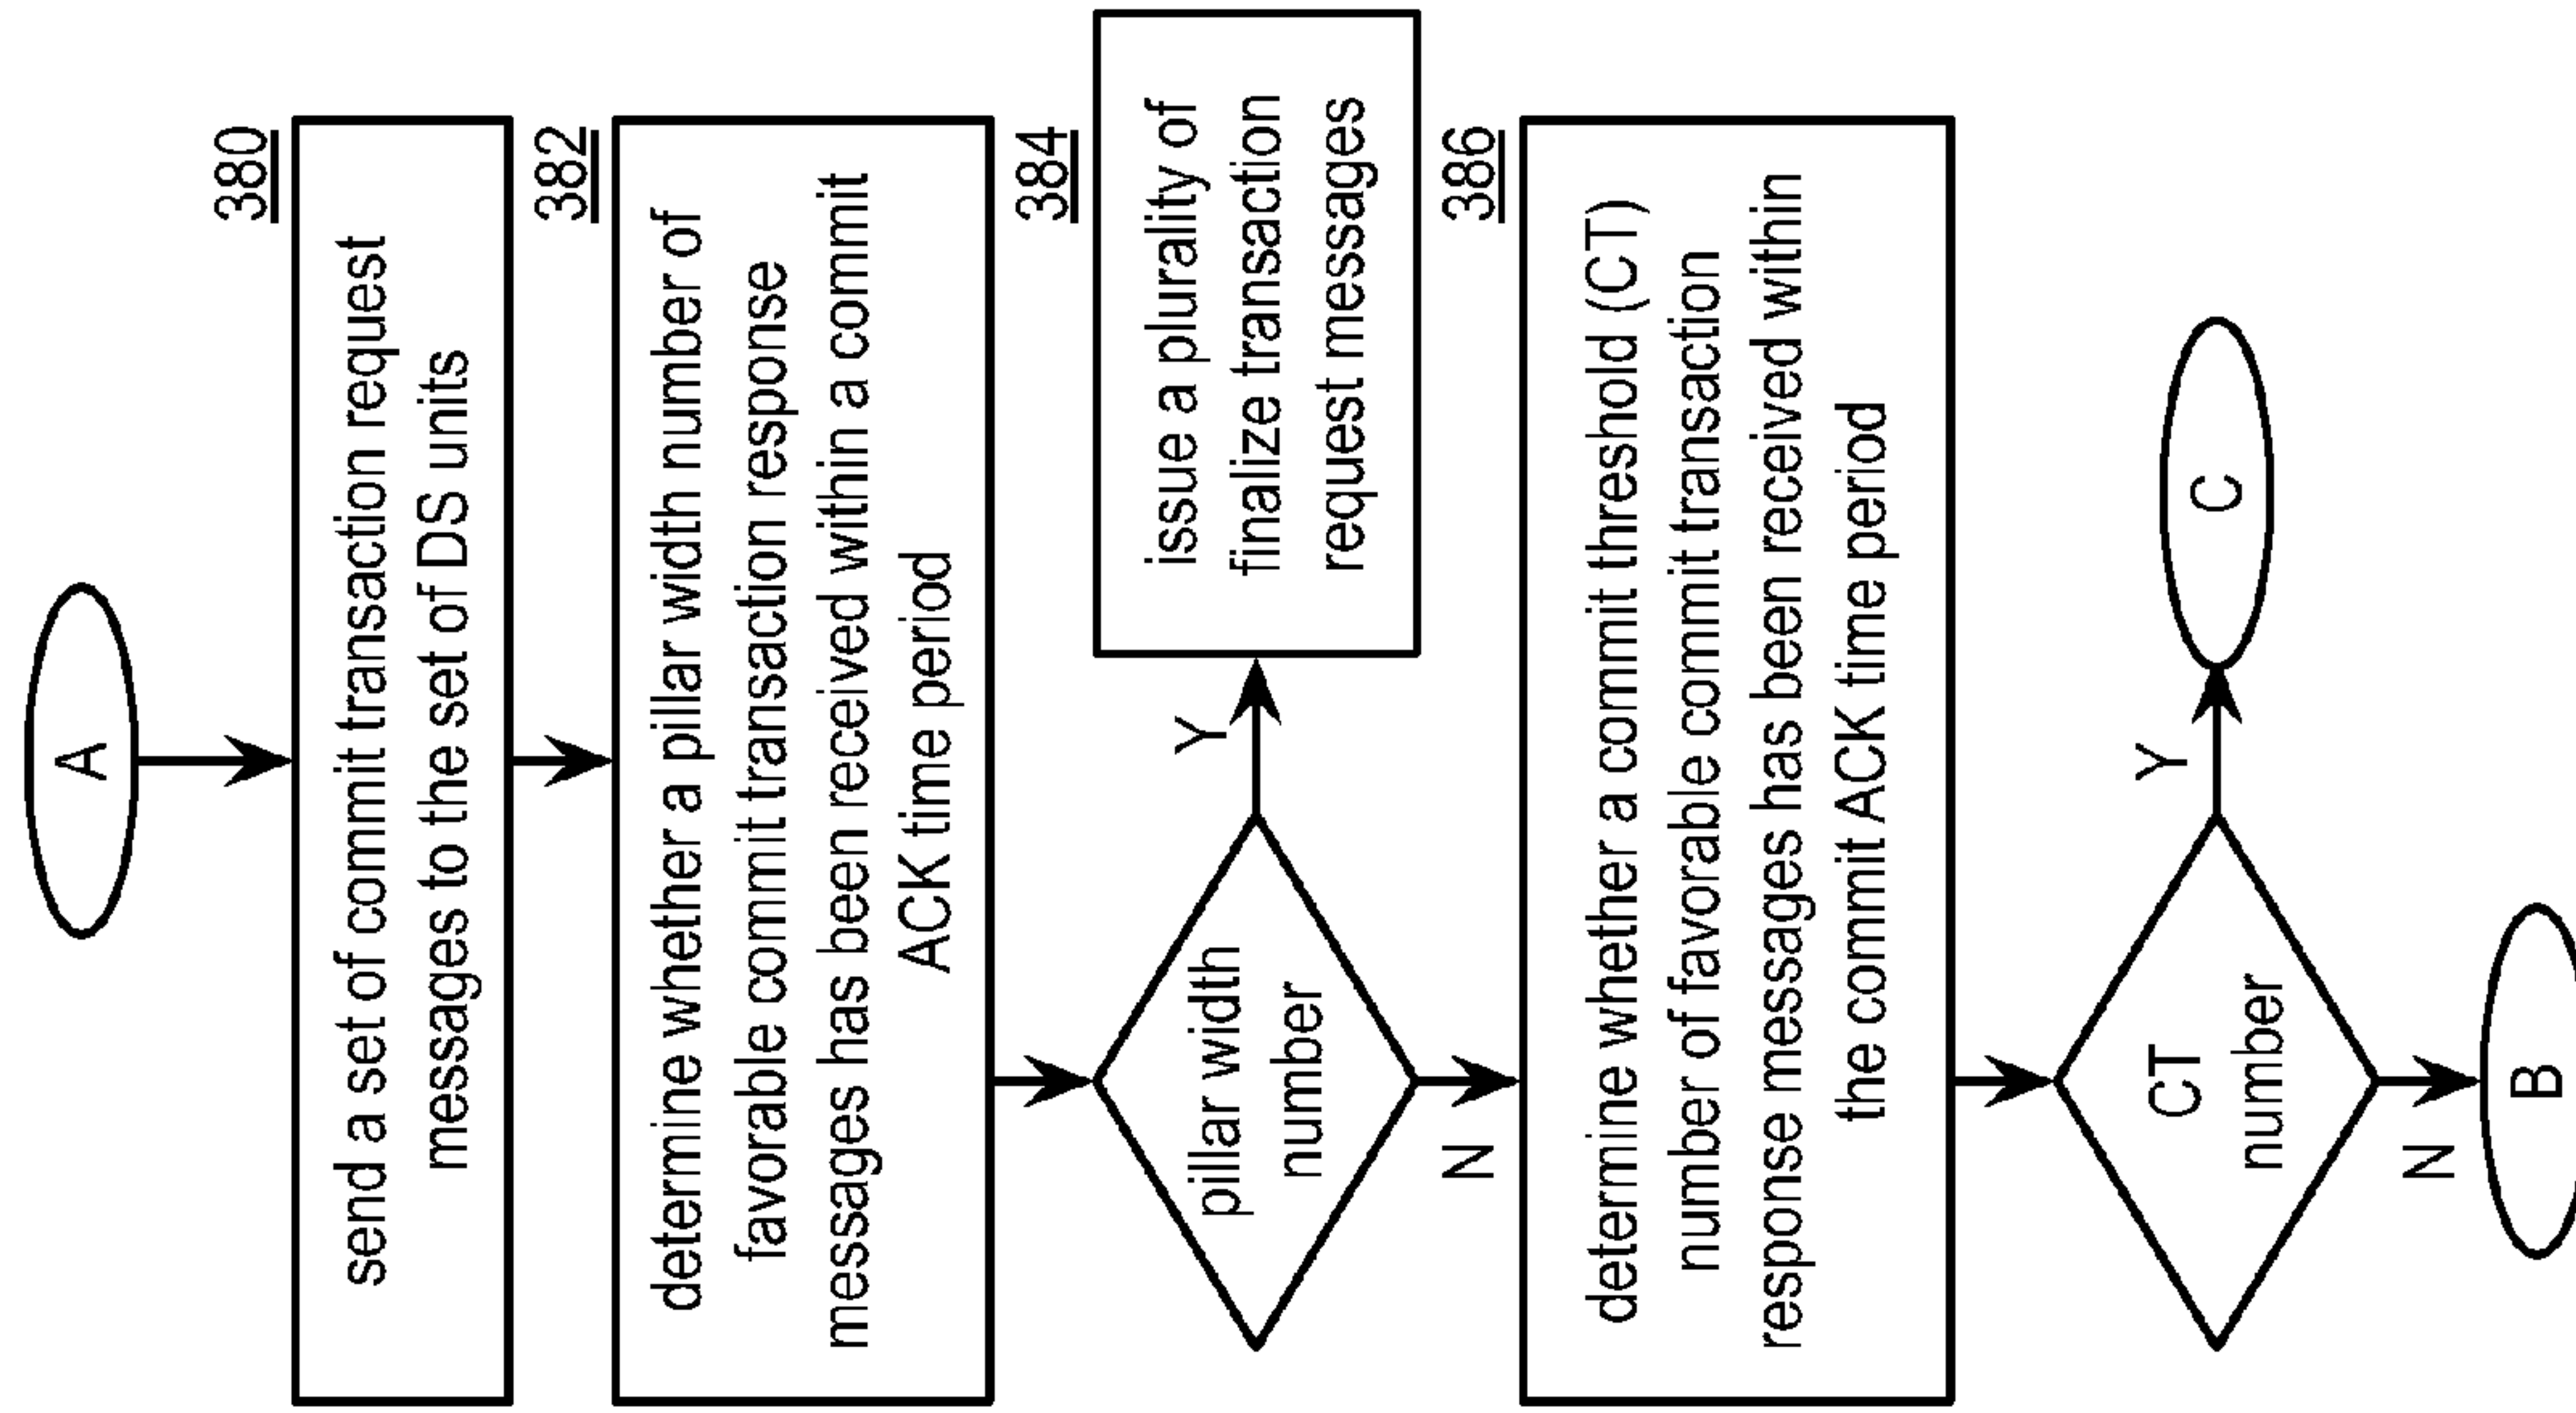 A
380
send a set of commit transaction request
messages to the set of DS units
382
determine whether a pillar width number of
favorable commit transaction response
messages has been received within a commit
ACK time period
pillar width
number
Y
384
issue a plurality of
finalize transaction
request messages
N
386
determine whether a commit threshold (CT)
number of favorable commit transaction
response messages has been received within
the commit ACK time period
CT
number
Y
C
N
B